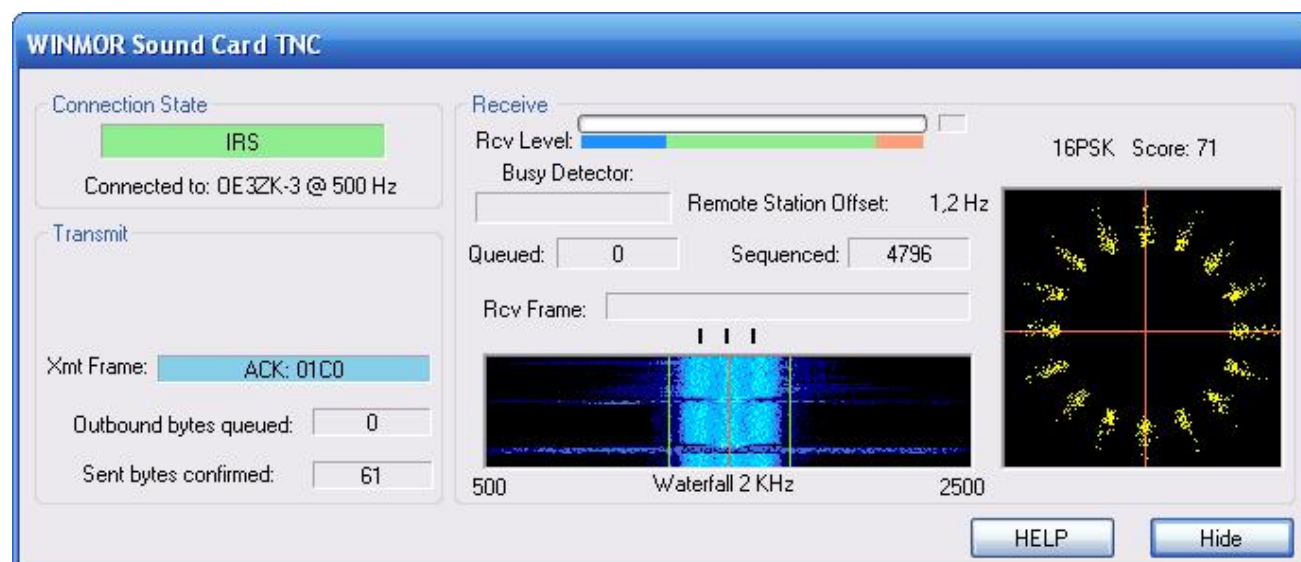 WINMOR Sound Card TNC
Connection State
IRS
Connected to: OE3ZK-3 @ 500 Hz
Transmit
Xmt Frame: ACK: 01C0
Outbound bytes queued: 0
Sent bytes confirmed: 61
Receive
Rcv Level:
Busy Detector:
Remote Station Offset: 1,2 Hz
Queued: 0 Sequenced: 4796
Rcv Frame:
500 Waterfall 2 KHz 2500
16PSK Score: 71
HELP Hide